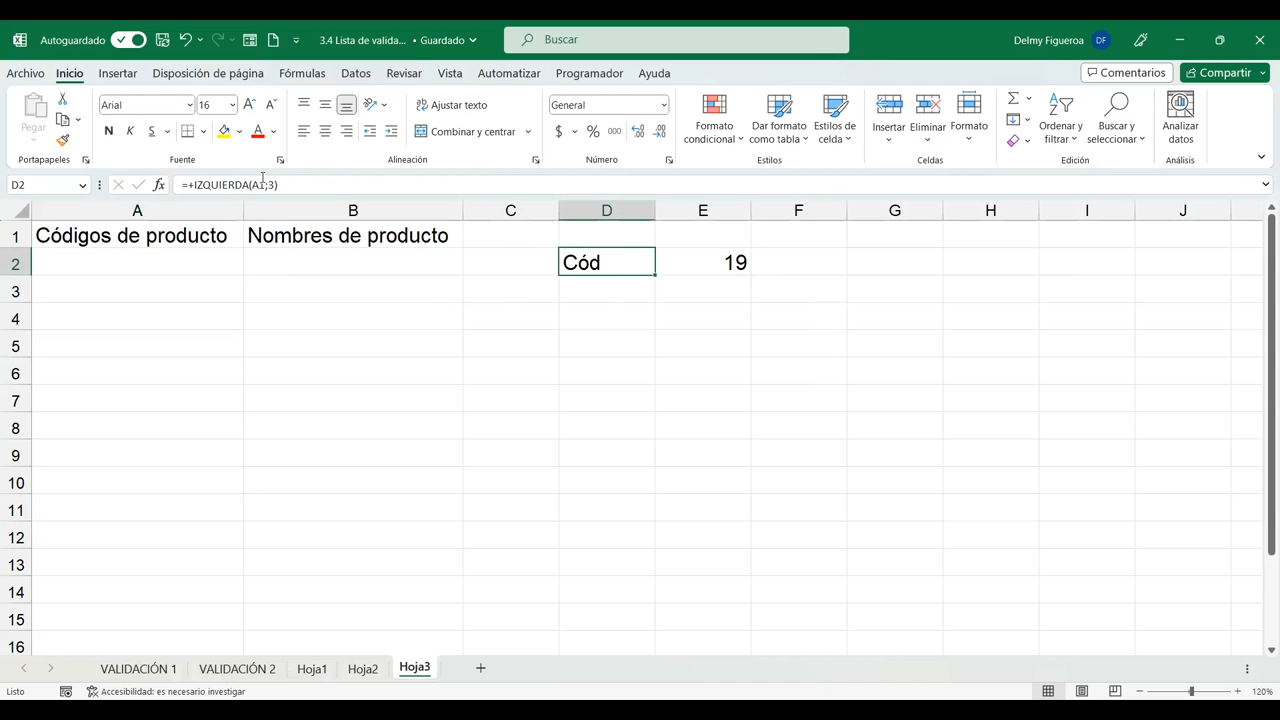 Autoguardado 3.4 Lista de valida... • Guardado Buscar Delmy Figueroa DF
Archivo Inicio Insertar Disposición de página Fórmulas Datos Revisar Vista Automatizar Programador Ayuda Comentarios Compartir
Pegar Arial 16 Ajustar texto General Formato condicional Dar formato como tabla Estilos de celda Insertar Eliminar Formato Ordenar y filtrar Buscar y seleccionar Analizar datos
N K S Combinar y centrar $ % 000
Portapapeles Fuente Alineación Número Estilos Celdas Edición Análisis
D2 fx =+IZQUIERDA(A1;3)
A B C D E F G H I J
1 Códigos de producto Nombres de producto
2 Cód 19
3
4
5
6
7
8
9
10
11
12
13
14
15
16
VALIDACIÓN 1 VALIDACIÓN 2 Hoja1 Hoja2 Hoja3
Listo Accesibilidad: es necesario investigar 120%